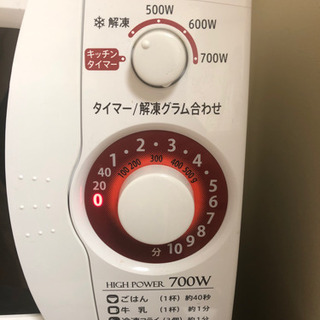 500W
❄解凍
600W
キッチン
タイマー
700W
タイマー/解凍グラム合わせ
0 20 40 1・2・3・4・5・6・7・8・9・10分
100 200 300 400 500g
HIGH POWER 700W
ごはん (1杯) 約40秒
牛乳 (1杯) 約1分